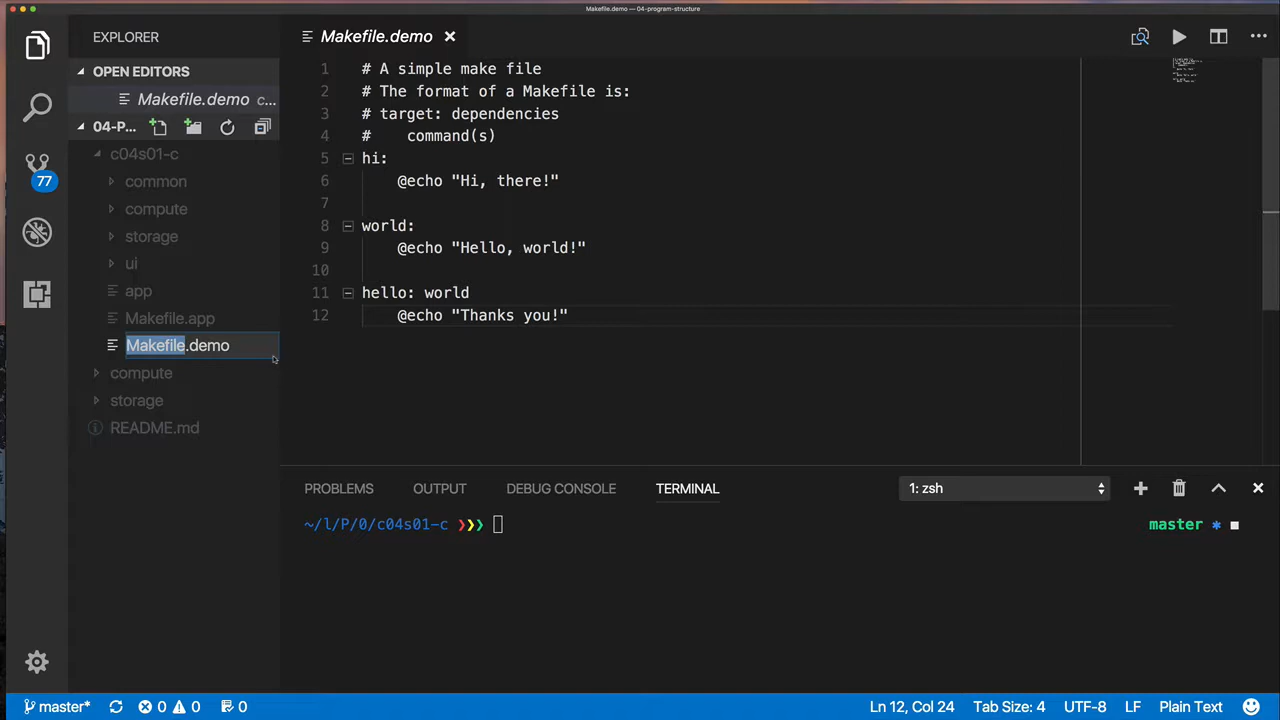 Makefile.demo — 04-program-structure
EXPLORER
OPEN EDITORS
Makefile.demo c...
04-P...
c04s01-c
common
compute
storage
ui
app
Makefile.app
Makefile.demo
compute
storage
README.md
77
Makefile.demo
1 # A simple make file
2 # The format of a Makefile is:
3 # target: dependencies
4 #    command(s)
5 hi:
6     @echo "Hi, there!"
7
8 world:
9     @echo "Hello, world!"
10
11 hello: world
12     @echo "Thanks you!"
PROBLEMS OUTPUT DEBUG CONSOLE TERMINAL 1: zsh
~/l/P/0/c04s01-c ❯❯❯ master *
master* 0 0 0 Ln 12, Col 24 Tab Size: 4 UTF-8 LF Plain Text